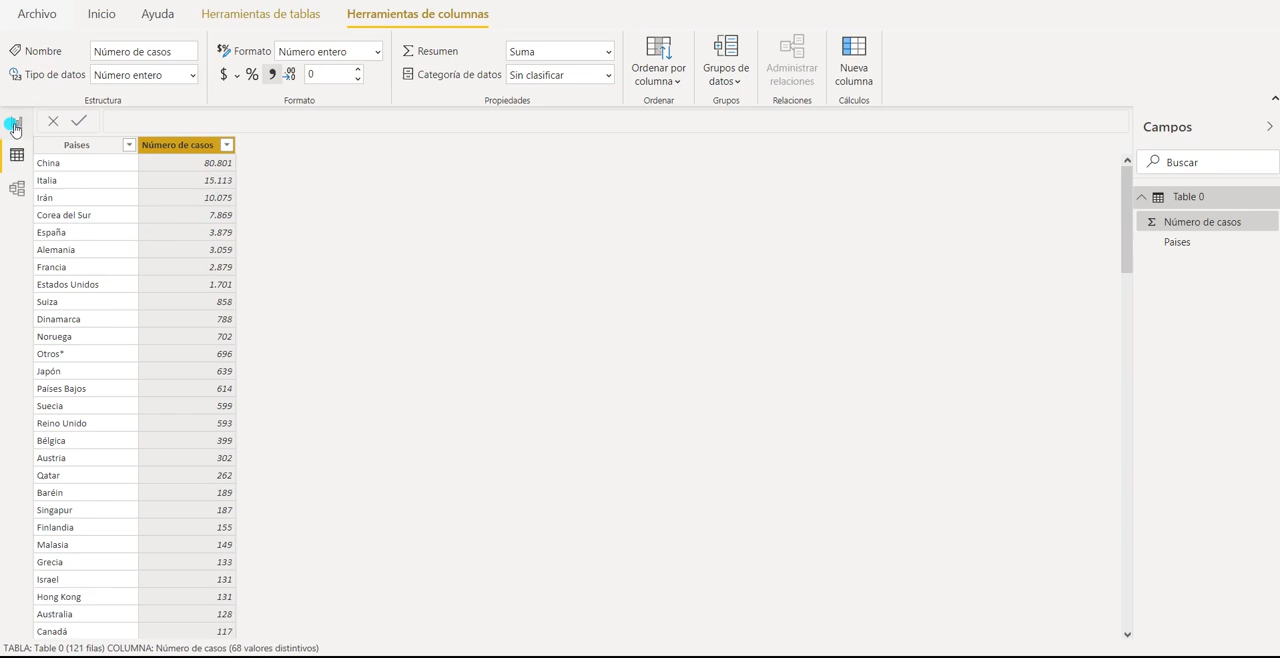 Archivo Inicio Ayuda Herramientas de tablas Herramientas de columnas
Nombre Número de casos
Tipo de datos Número entero
Estructura
Formato Número entero
$ % 9 .00 0
Formato
Resumen Suma
Categoría de datos Sin clasificar
Propiedades
Ordenar por
columna
Ordenar
Grupos de
datos
Grupos
Administrar
relaciones
Relaciones
Nueva
columna
Cálculos
Paises Número de casos
China 80.801
Italia 15.113
Irán 10.075
Corea del Sur 7.869
España 3.879
Alemania 3.059
Francia 2.879
Estados Unidos 1.701
Suiza 858
Dinamarca 788
Noruega 702
Otros* 696
Japón 639
Países Bajos 614
Suecia 599
Reino Unido 593
Bélgica 399
Austria 302
Qatar 262
Baréin 189
Singapur 187
Finlandia 155
Malasia 149
Grecia 133
Israel 131
Hong Kong 131
Australia 128
Canadá 117
Campos
Buscar
Table 0
Σ Número de casos
Paises
TABLA: Table 0 (121 filas) COLUMNA: Número de casos (68 valores distintivos)